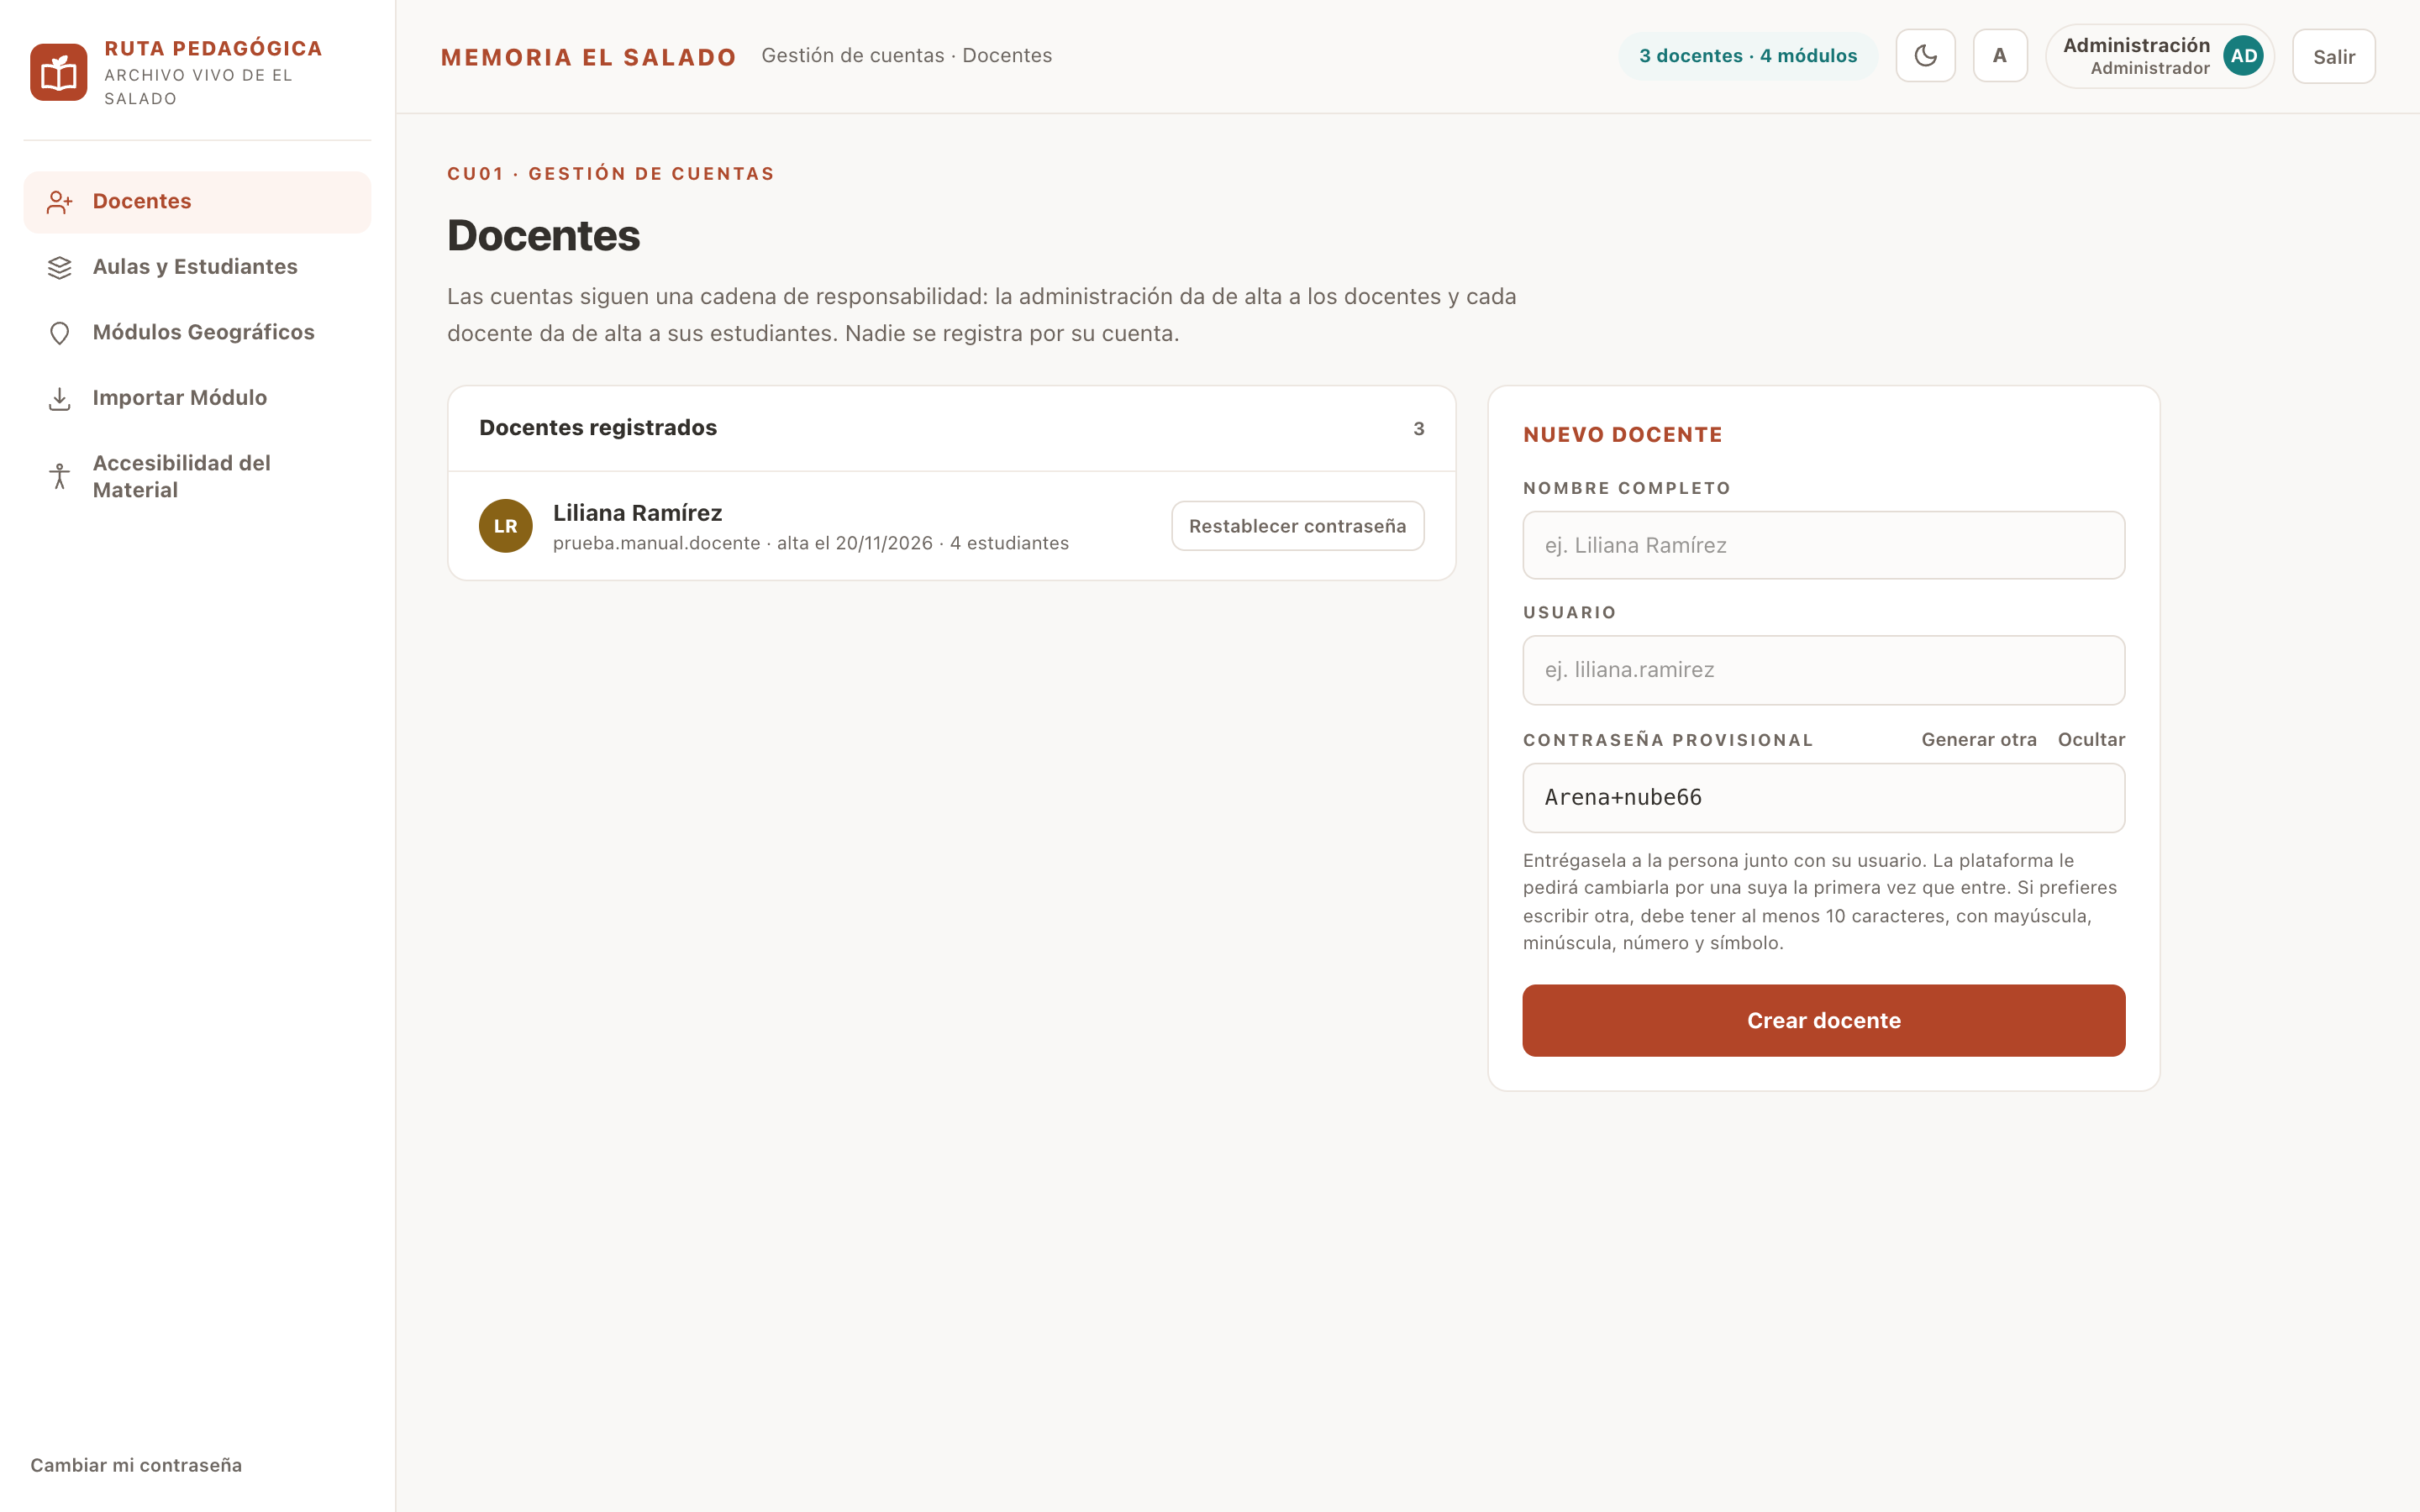 RUTA PEDAGÓGICA
ARCHIVO VIVO DE EL
SALADO
Docentes
Aulas y Estudiantes
Módulos Geográficos
Importar Módulo
Accesibilidad del
Material
Cambiar mi contraseña
MEMORIA EL SALADO Gestión de cuentas · Docentes
3 docentes · 4 módulos
A
Administración
Administrador
AD
Salir
CU01 · GESTIÓN DE CUENTAS
Docentes
Las cuentas siguen una cadena de responsabilidad: la administración da de alta a los docentes y cada
docente da de alta a sus estudiantes. Nadie se registra por su cuenta.
Docentes registrados 3
LR
Liliana Ramírez
prueba.manual.docente · alta el 20/11/2026 · 4 estudiantes
Restablecer contraseña
NUEVO DOCENTE
NOMBRE COMPLETO
ej. Liliana Ramírez
USUARIO
ej. liliana.ramirez
CONTRASEÑA PROVISIONAL Generar otra Ocultar
Arena+nube66
Entrégasela a la persona junto con su usuario. La plataforma le
pedirá cambiarla por una suya la primera vez que entre. Si prefieres
escribir otra, debe tener al menos 10 caracteres, con mayúscula,
minúscula, número y símbolo.
Crear docente